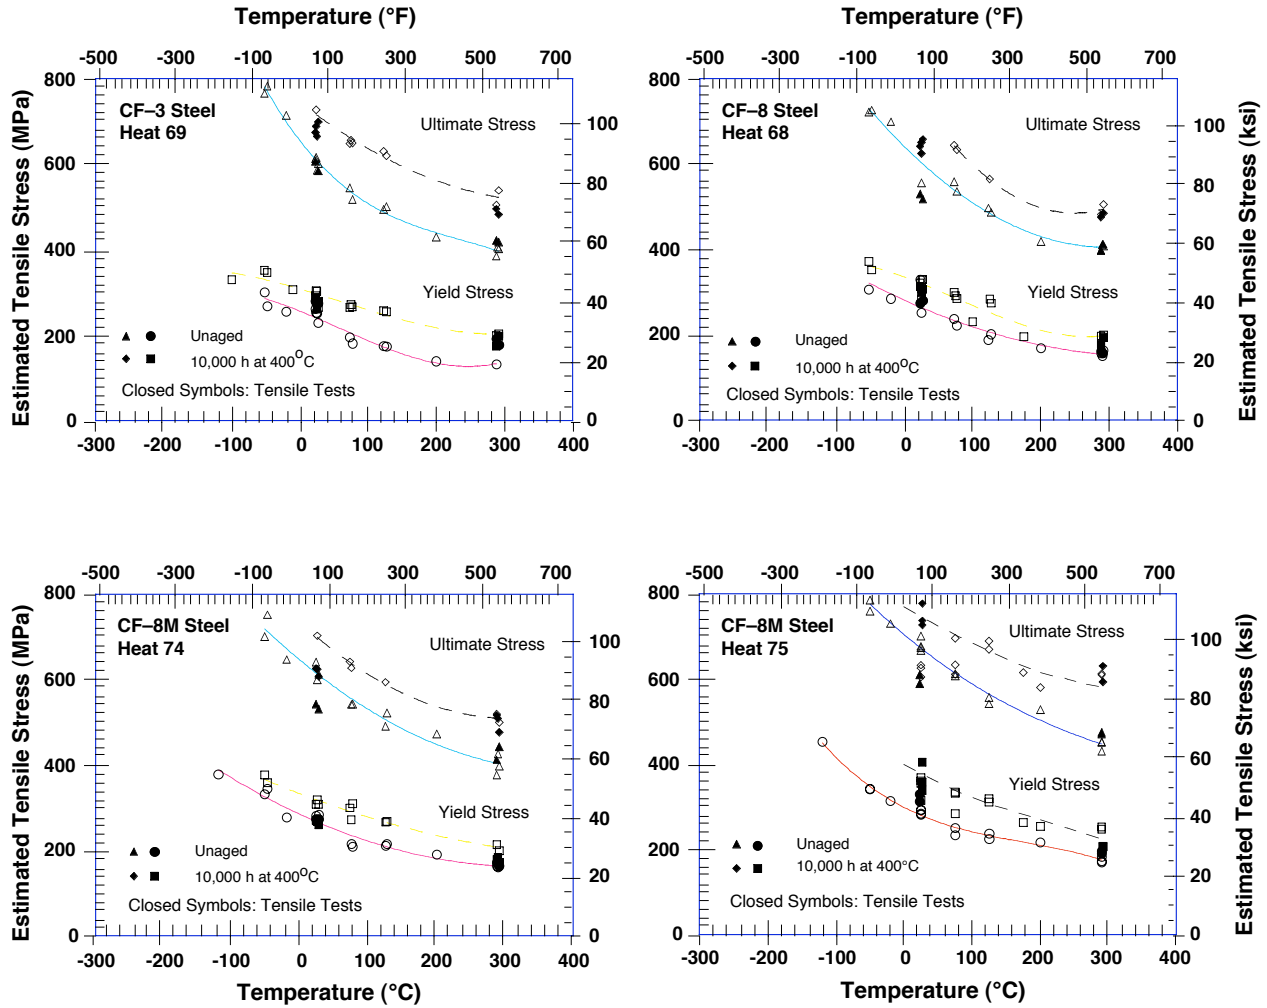 Temperature (°F)
Temperature (°F)
-500 -300 -100 100 300 500 700
-500 -300 -100 100 300 500 700
Estimated Tensile Stress (MPa)
800
600
400
200
0
CF–3 Steel
Heat 69
Ultimate Stress
Yield Stress
Unaged
10,000 h at 400°C
Closed Symbols: Tensile Tests
100
80
60
40
20
0
-300 -200 -100 0 100 200 300 400
800
600
400
200
0
CF–8 Steel
Heat 68
Ultimate Stress
Yield Stress
Unaged
10,000 h at 400°C
Closed Symbols: Tensile Tests
100
80
60
40
20
0
Estimated Tensile Stress (ksi)
-300 -200 -100 0 100 200 300 400
-500 -300 -100 100 300 500 700
-500 -300 -100 100 300 500 700
Estimated Tensile Stress (MPa)
800
600
400
200
0
CF–8M Steel
Heat 74
Ultimate Stress
Yield Stress
Unaged
10,000 h at 400°C
Closed Symbols: Tensile Tests
100
80
60
40
20
0
-300 -200 -100 0 100 200 300 400
Temperature (°C)
800
600
400
200
0
CF–8M Steel
Heat 75
Ultimate Stress
Yield Stress
Unaged
10,000 h at 400°C
Closed Symbols: Tensile Tests
100
80
60
40
20
0
Estimated Tensile Stress (ksi)
-300 -200 -100 0 100 200 300 400
Temperature (°C)